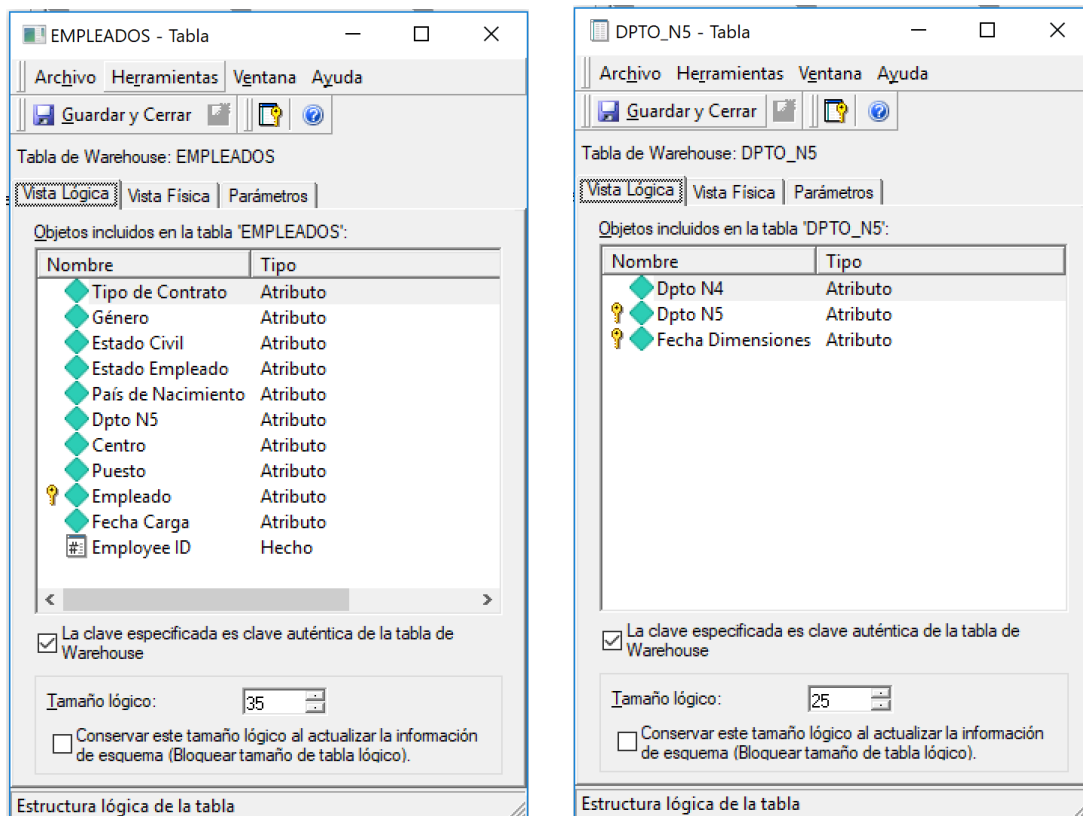 EMPLEADOS - Tabla
Archivo Herramientas Ventana Ayuda
Guardar y Cerrar
Tabla de Warehouse: EMPLEADOS
Vista Lógica Vista Física Parámetros
Objetos incluidos en la tabla 'EMPLEADOS':
Nombre Tipo
Tipo de Contrato Atributo
Género Atributo
Estado Civil Atributo
Estado Empleado Atributo
País de Nacimiento Atributo
Dpto N5 Atributo
Centro Atributo
Puesto Atributo
Empleado Atributo
Fecha Carga Atributo
Employee ID Hecho
La clave especificada es clave auténtica de la tabla de
Warehouse
Tamaño lógico: 35
Conservar este tamaño lógico al actualizar la información
de esquema (Bloquear tamaño de tabla lógico).
Estructura lógica de la tabla
DPTO_N5 - Tabla
Archivo Herramientas Ventana Ayuda
Guardar y Cerrar
Tabla de Warehouse: DPTO_N5
Vista Lógica Vista Física Parámetros
Objetos incluidos en la tabla 'DPTO_N5':
Nombre Tipo
Dpto N4 Atributo
Dpto N5 Atributo
Fecha Dimensiones Atributo
La clave especificada es clave auténtica de la tabla de
Warehouse
Tamaño lógico: 25
Conservar este tamaño lógico al actualizar la información
de esquema (Bloquear tamaño de tabla lógico).
Estructura lógica de la tabla